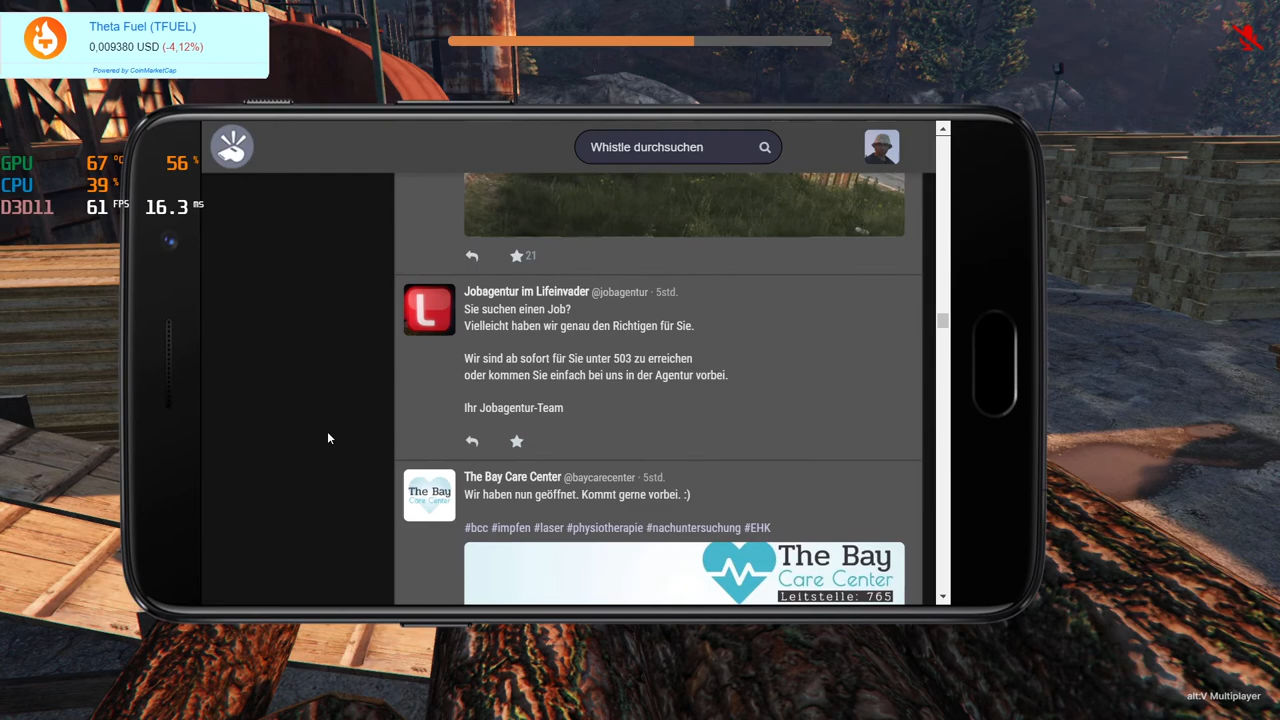 Theta Fuel (TFUEL)
0,009380 USD (-4,12%)
Powered by CoinMarketCap
GPU 67 °C 56 %
CPU 39 %
D3D11 61 FPS 16.3 ms
Whistle durchsuchen
21
Jobagentur im Lifeinvader @jobagentur · 5std.
Sie suchen einen Job?
Vielleicht haben wir genau den Richtigen für Sie.
Wir sind ab sofort für Sie unter 503 zu erreichen
oder kommen Sie einfach bei uns in der Agentur vorbei.
Ihr Jobagentur-Team
L
The Bay Care Center @baycarecenter · 5std.
Wir haben nun geöffnet. Kommt gerne vorbei. :)
The Bay
Care Center
#bcc #impfen #laser #physiotherapie #nachuntersuchung #EHK
The Bay
Care Center
Leitstelle: 765
alt:V Multiplayer